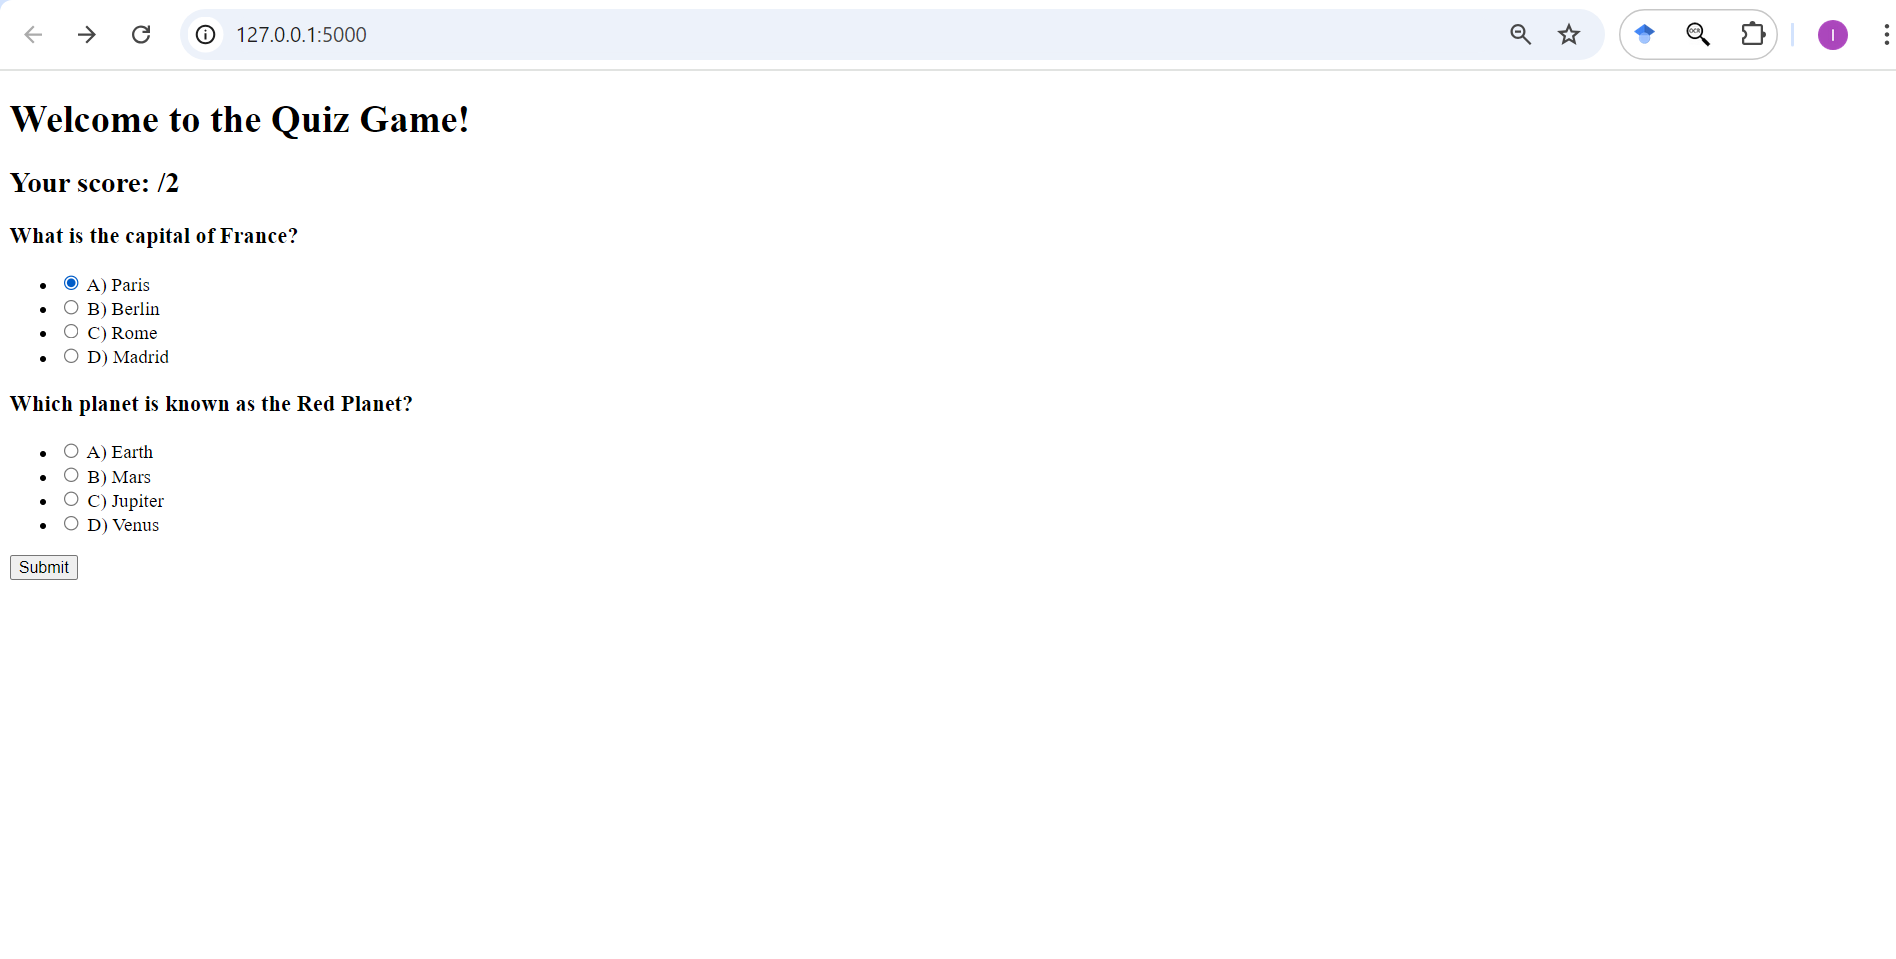 127.0.0.1:5000
OCR
I
Welcome to the Quiz Game!
Your score: /2
What is the capital of France?
A) Paris
B) Berlin
C) Rome
D) Madrid
Which planet is known as the Red Planet?
A) Earth
B) Mars
C) Jupiter
D) Venus
Submit